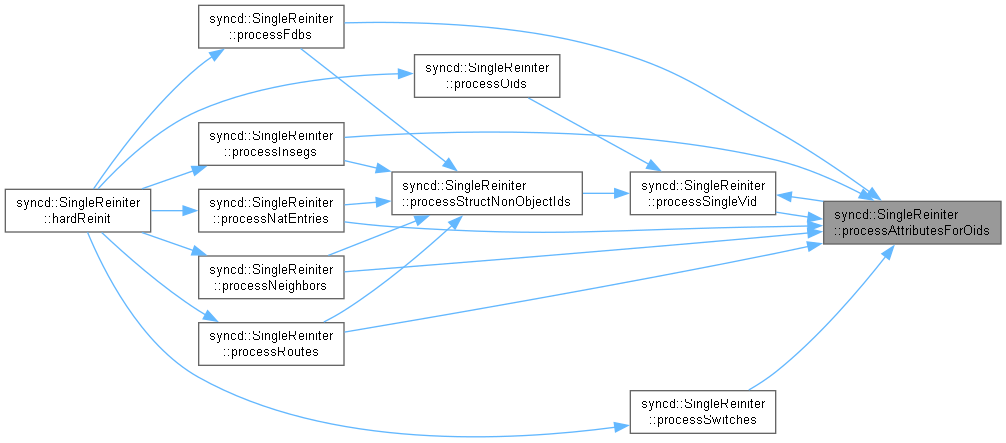 syncd::SingleReiniter
::processFdbs
syncd::SingleReiniter
::processOids
syncd::SingleReiniter
::processInsegs
syncd::SingleReiniter
::processStructNonObjectIds
syncd::SingleReiniter
::processSingleVid
syncd::SingleReiniter
::hardReinit
syncd::SingleReiniter
::processNatEntries
syncd::SingleReiniter
::processAttributesForOids
syncd::SingleReiniter
::processNeighbors
syncd::SingleReiniter
::processRoutes
syncd::SingleReiniter
::processSwitches